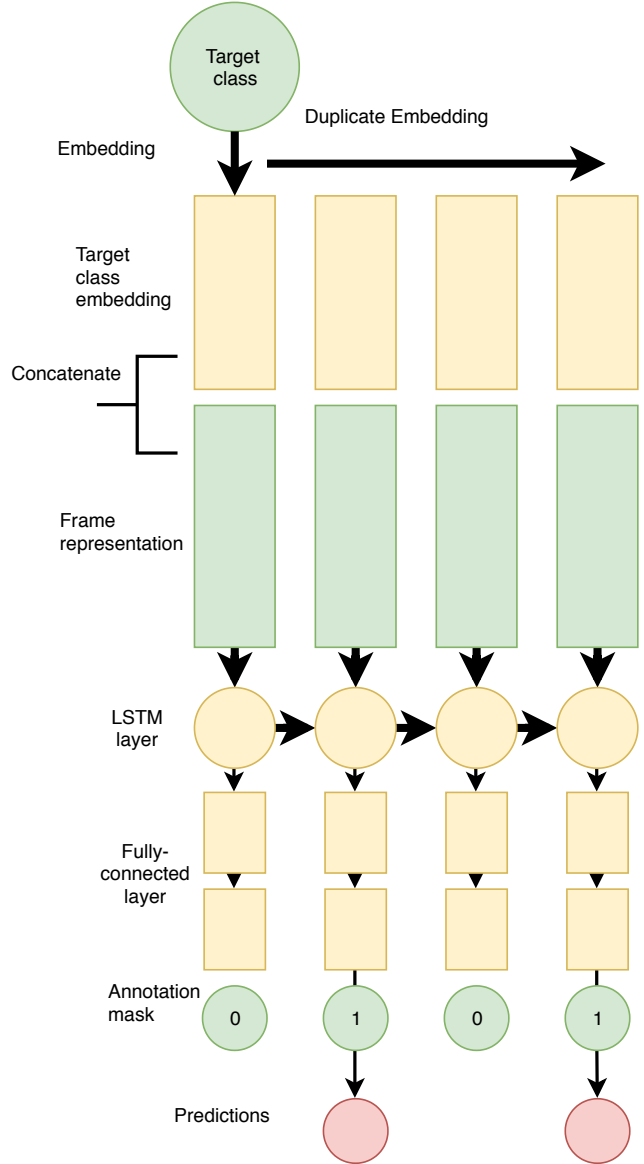 Target
class
Duplicate Embedding
Embedding
Target
class
embedding
Concatenate
Frame
representation
LSTM
layer
Fully-
connected
layer
Annotation
mask
0
1
0
1
Predictions